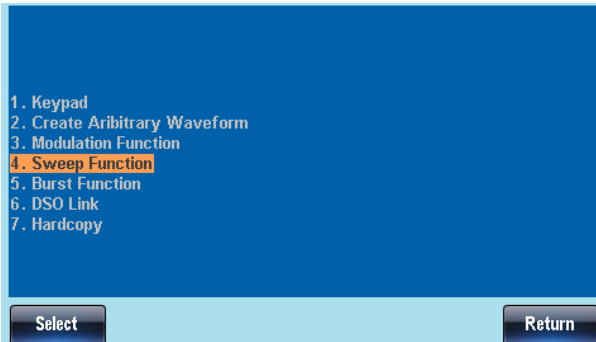 1. Keypad
2. Create Aribitrary Waveform
3. Modulation Function
4. Sweep Function
5. Burst Function
6. DSO Link
7. Hardcopy
Select
Return